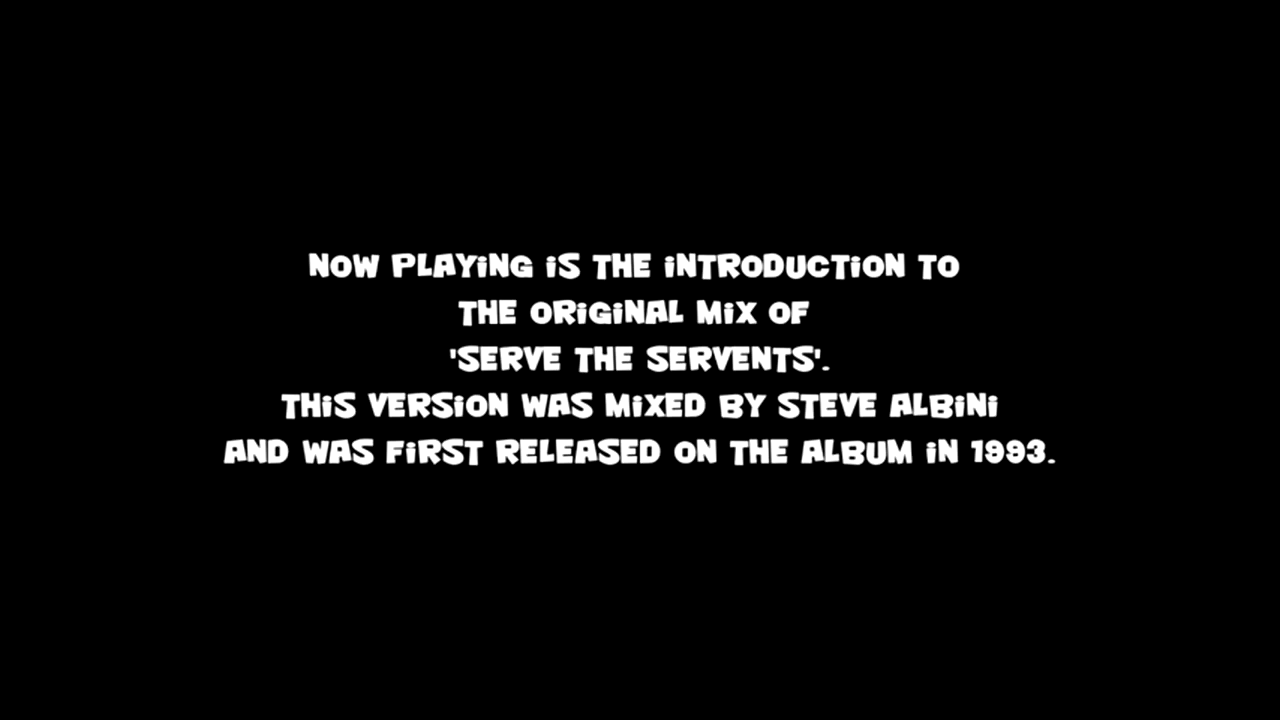 NOW PLAYiNG iS THE iNTRODUCTiON TO
THE ORiGiNAL MiX OF
'SERVE THE SERVENTS'.
THiS VERSiON WAS MiXED BY STEVE ALBiNi
AND WAS FiRST RELEASED ON THE ALBUM iN 1993.